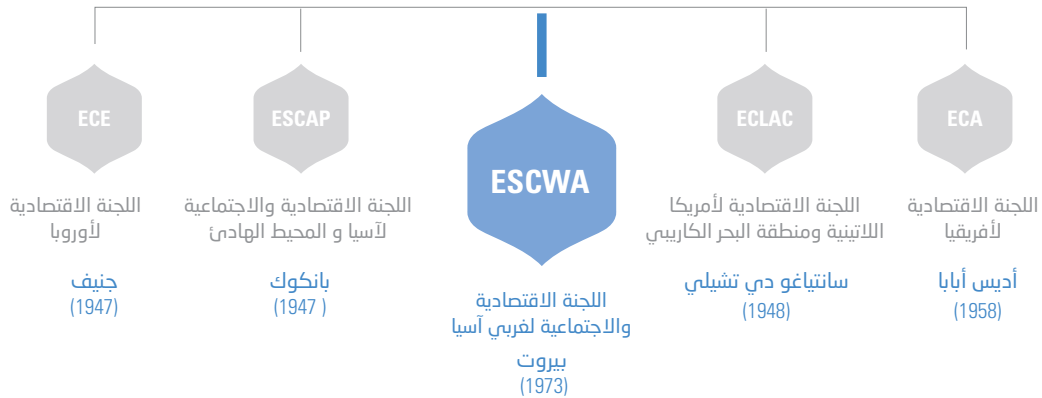 ECA
اللجنة الاقتصادية
لأفريقيا
أديس أبابا
(1958)
ECLAC
اللجنة الاقتصادية لأمريكا
اللاتينية ومنطقة البحر الكاريبي
سانتياغو دي تشيلي
(1948)
ESCWA
اللجنة الاقتصادية
والاجتماعية لغربي آسيا
بيروت
(1973)
ESCAP
اللجنة الاقتصادية والاجتماعية
لآسيا و المحيط الهادئ
بانكوك
(1947 )
ECE
اللجنة الاقتصادية
لأوروبا
جنيف
(1947)